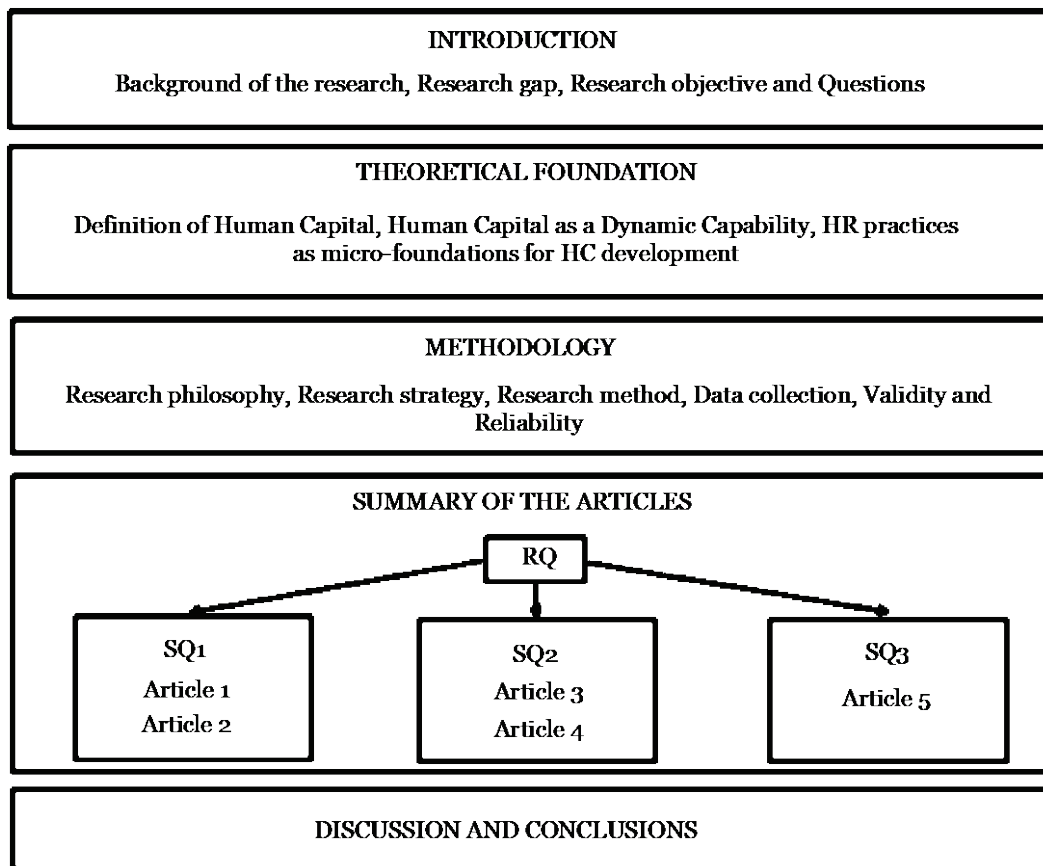 INTRODUCTION
Background of the research, Research gap, Research objective and Questions
THEORETICAL FOUNDATION
Definition of Human Capital, Human Capital as a Dynamic Capability, HR practices
as micro-foundations for HC development
METHODOLOGY
Research philosophy, Research strategy, Research method, Data collection, Validity and
Reliability
SUMMARY OF THE ARTICLES
RQ
SQ1
Article 1
Article 2
SQ2
Article 3
Article 4
SQ3
Article 5
DISCUSSION AND CONCLUSIONS